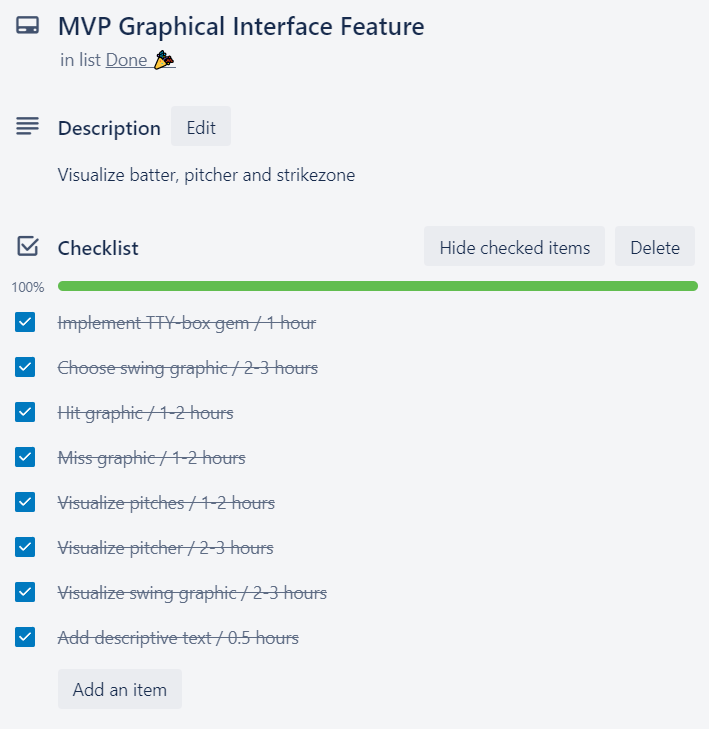 MVP Graphical Interface Feature
in list Done 🎉
Description Edit
Visualize batter, pitcher and strikezone
Checklist Hide checked items Delete
100%
Implement TTY-box gem / 1 hour
Choose swing graphic / 2-3 hours
Hit graphic / 1-2 hours
Miss graphic / 1-2 hours
Visualize pitches / 1-2 hours
Visualize pitcher / 2-3 hours
Visualize swing graphic / 2-3 hours
Add descriptive text / 0.5 hours
Add an item